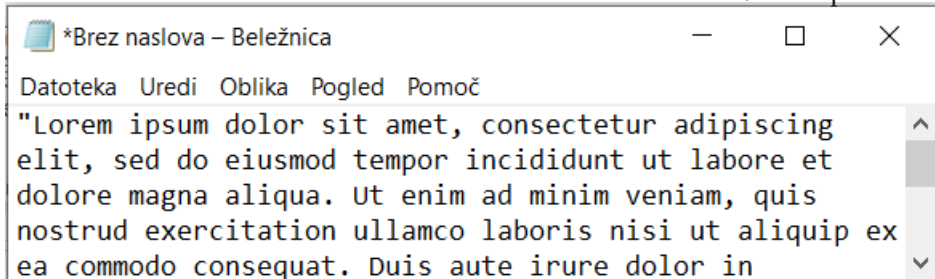 *Brez naslova – Beležnica
Datoteka Uredi Oblika Pogled Pomoč
"Lorem ipsum dolor sit amet, consectetur adipiscing
elit, sed do eiusmod tempor incididunt ut labore et
dolore magna aliqua. Ut enim ad minim veniam, quis
nostrud exercitation ullamco laboris nisi ut aliquip ex
ea commodo consequat. Duis aute irure dolor in